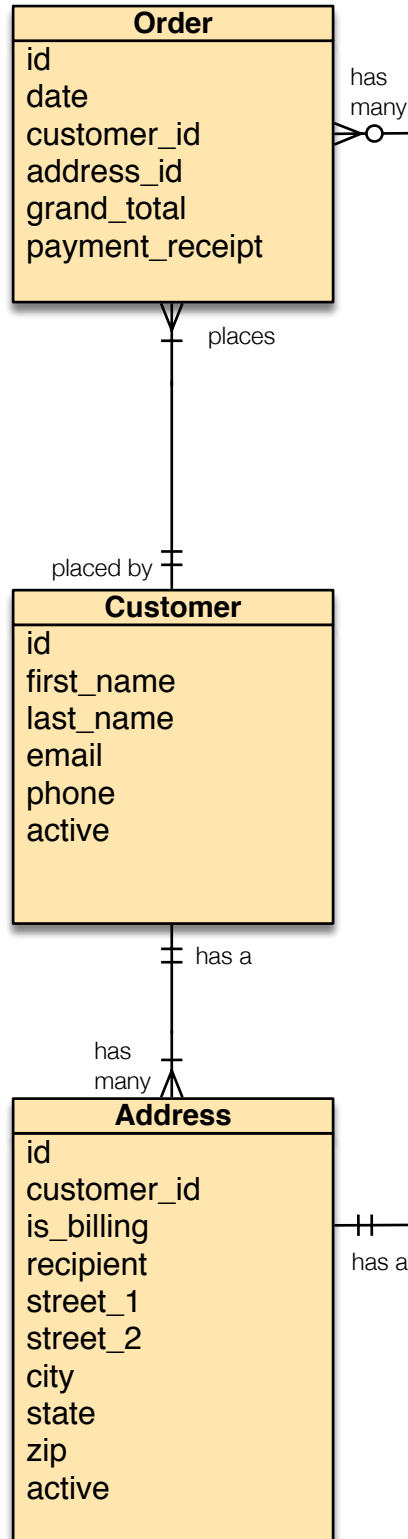 Order
id
date
customer_id
address_id
grand_total
payment_receipt
has
many
places
placed by
Customer
id
first_name
last_name
email
phone
active
has a
has
many
Address
id
customer_id
is_billing
recipient
street_1
street_2
city
state
zip
active
has a